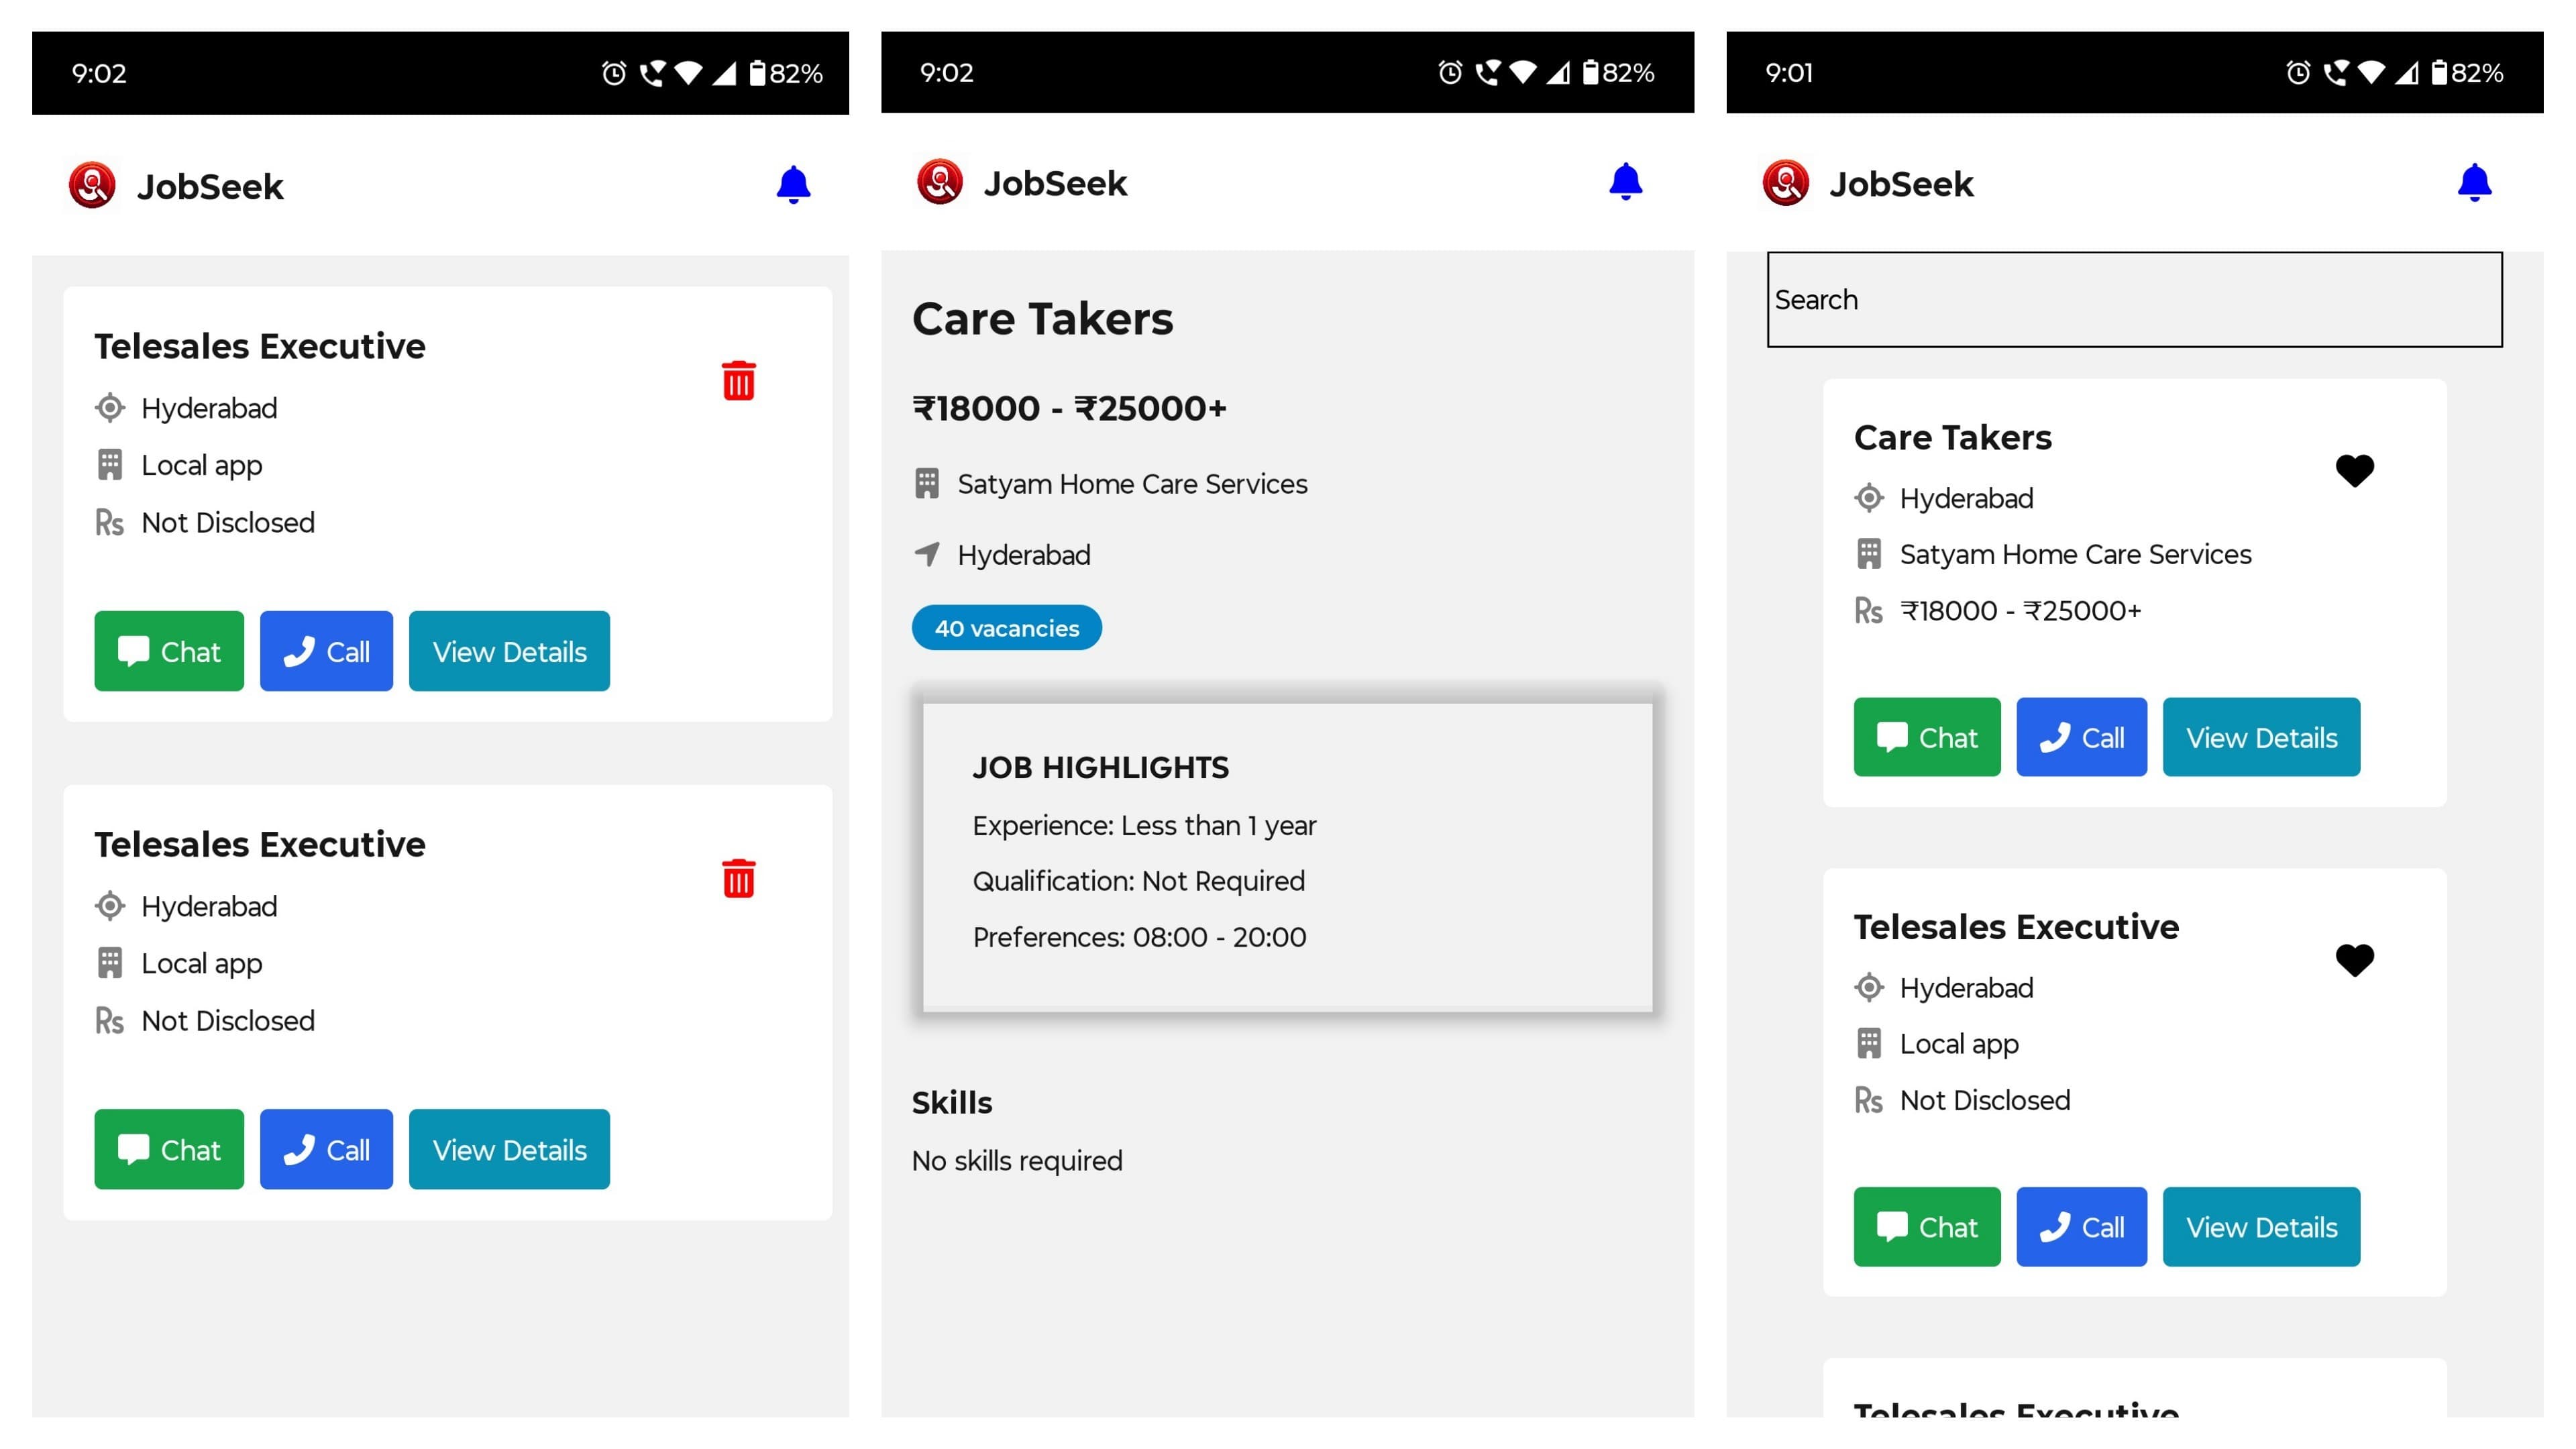 9:02
82%
JobSeek
Telesales Executive
Hyderabad
Local app
Rs Not Disclosed
Chat
Call
View Details
Telesales Executive
Hyderabad
Local app
Rs Not Disclosed
Chat
Call
View Details
9:02
82%
JobSeek
Care Takers
₹18000 - ₹25000+
Satyam Home Care Services
Hyderabad
40 vacancies
JOB HIGHLIGHTS
Experience: Less than 1 year
Qualification: Not Required
Preferences: 08:00 - 20:00
Skills
No skills required
9:01
82%
JobSeek
Search
Care Takers
Hyderabad
Satyam Home Care Services
Rs ₹18000 - ₹25000+
Chat
Call
View Details
Telesales Executive
Hyderabad
Local app
Rs Not Disclosed
Chat
Call
View Details
Telesales Executive